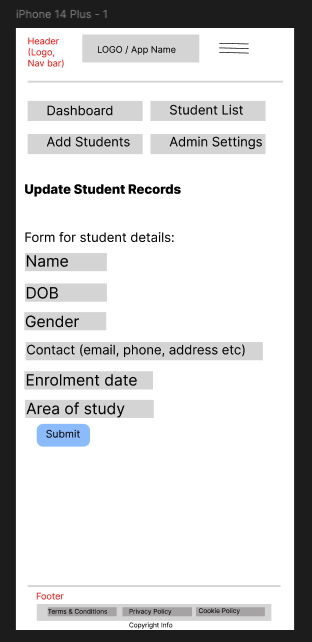 iPhone 14 Plus - 1
Header
(Logo,
Nav bar)
LOGO / App Name
Dashboard
Student List
Add Students
Admin Settings
Update Student Records
Form for student details:
Name
DOB
Gender
Contact (email, phone, address etc)
Enrolment date
Area of study
Submit
Footer
Terms & Conditions
Privacy Policy
Cookie Policy
Copyright Info